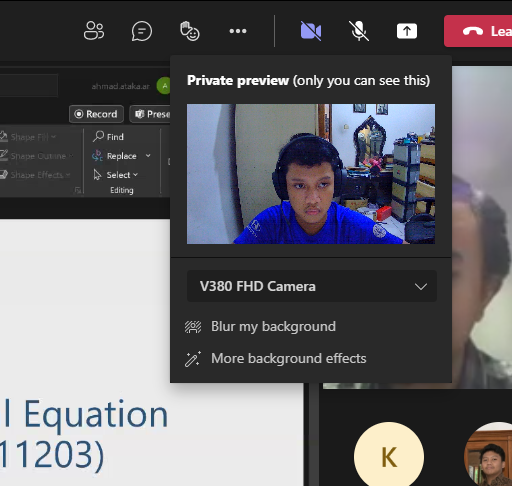 Lea
Private preview (only you can see this)
ahmad.ataka.ar
A
Record
Prese
Shape Fill
Shape Outline
Shape Effects
Find
Replace
Select
Editing
V380 FHD Camera
Blur my background
More background effects
l Equation
11203)
K